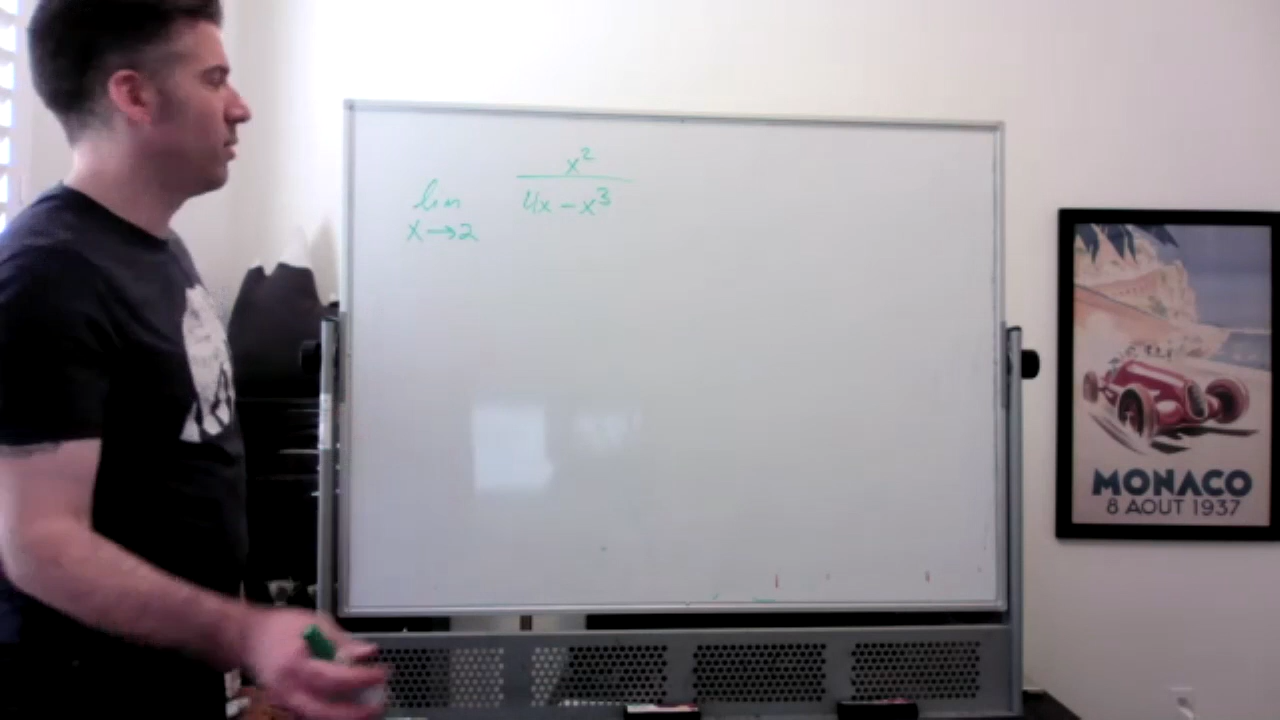 lim x²
x→2 4x - x³
MONACO
8 AOUT 1937